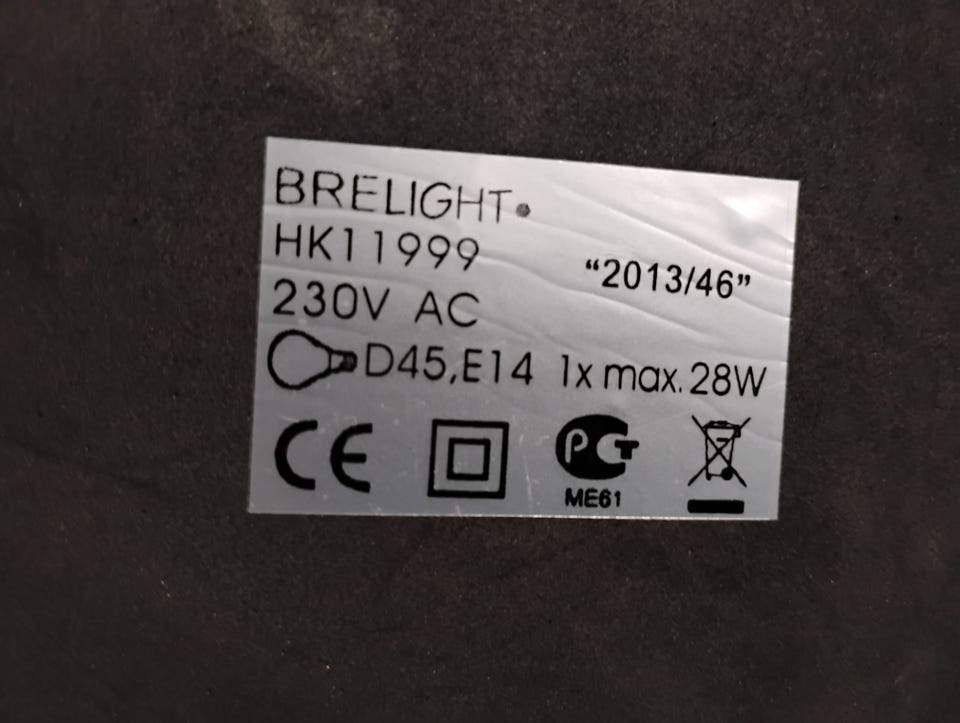 BRELIGHT
HK11999
"2013/46"
230V AC
D45,E14 1x max. 28W
CE
PCT
ME61